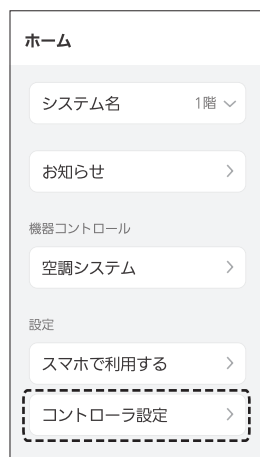 ホーム
システム名 1階
お知らせ
機器コントロール
空調システム
設定
スマホで利用する
コントローラ設定